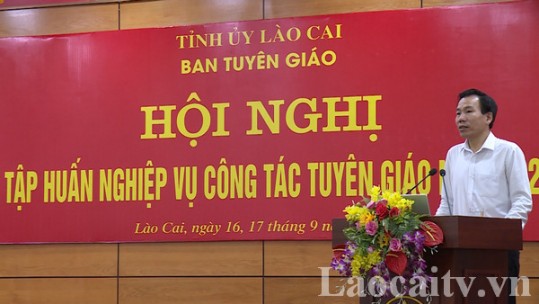 TỈNH ỦY LÀO CAI
BAN TUYÊN GIÁO
HỘI NGHỊ
TẬP HUẤN NGHIỆP VỤ CÔNG TÁC TUYÊN GIÁO
Lào Cai, ngày 16, 17 tháng 9
Laocaitv.vn